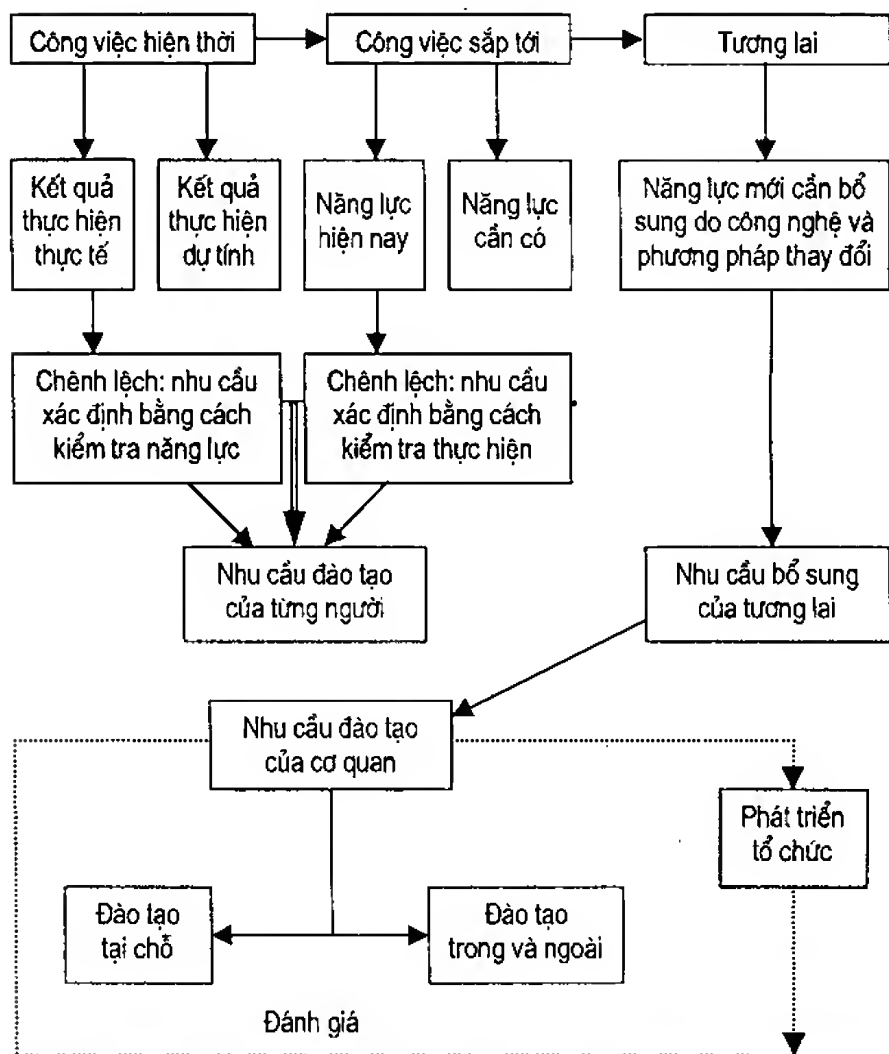 Công việc hiện thời
Công việc sắp tới
Tương lai
Kết quả
thực hiện
thực tế
Kết quả
thực hiện
dự tính
Năng lực
hiện nay
Năng lực
cần có
Năng lực mới cần bổ
sung do công nghệ và
phương pháp thay đổi
Chênh lệch: nhu cầu
xác định bằng cách
kiểm tra năng lực
Chênh lệch: nhu cầu
xác định bằng cách
kiểm tra thực hiện
Nhu cầu đào tạo
của từng người
Nhu cầu bổ sung
của tương lai
Nhu cầu đào tạo
của cơ quan
Phát triển
tổ chức
Đào tạo
tại chỗ
Đào tạo
trong và ngoài
Đánh giá